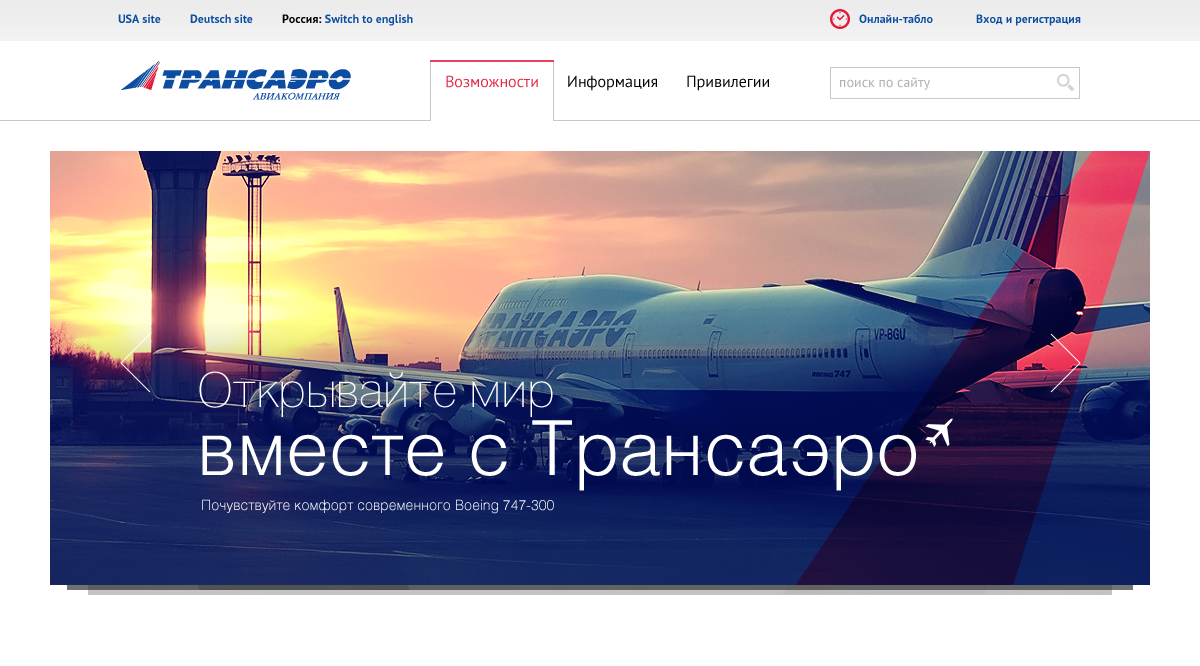 USA site Deutsch site Россия: Switch to english Онлайн-табло Вход и регистрация
ТРАНСАЭРО
АВИАКОМПАНИЯ
Возможности Информация Привилегии поиск по сайту
ТРАНСАЭРО
VP-BGU
BOEING 747
Открывайте мир
вместе с Трансаэро
Почувствуйте комфорт современного Boeing 747-300